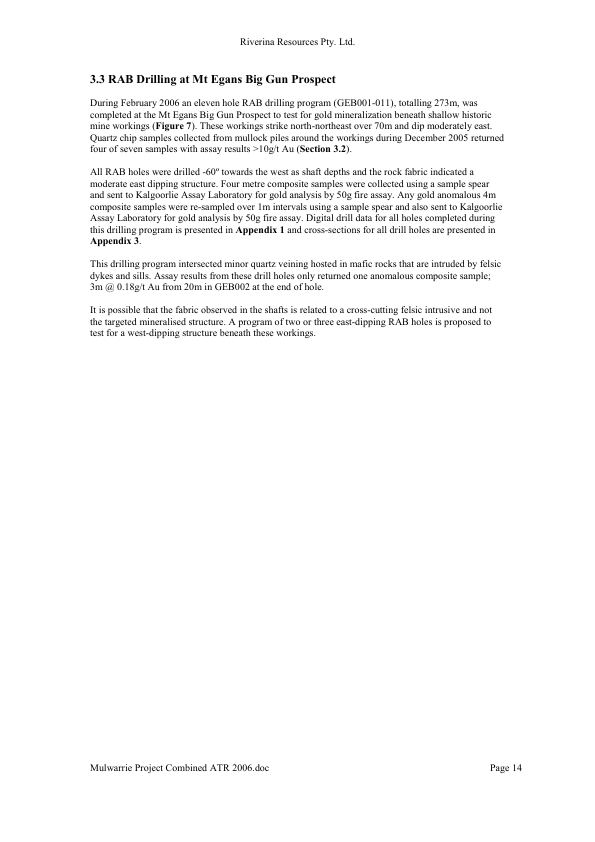 Riverina Resources Pty. Ltd.
3.3 RAB Drilling at Mt Egans Big Gun Prospect
During February 2006 an eleven hole RAB drilling program (GEB001-011), totalling 273m, was
completed at the Mt Egans Big Gun Prospect to test for gold mineralization beneath shallow historic
mine workings (Figure 7). These workings strike north-northeast over 70m and dip moderately east.
Quartz chip samples collected from mullock piles around the workings during December 2005 returned
four of seven samples with assay results >10g/t Au (Section 3.2).
All RAB holes were drilled -60º towards the west as shaft depths and the rock fabric indicated a
moderate east dipping structure. Four metre composite samples were collected using a sample spear
and sent to Kalgoorlie Assay Laboratory for gold analysis by 50g fire assay. Any gold anomalous 4m
composite samples were re-sampled over 1m intervals using a sample spear and also sent to Kalgoorlie
Assay Laboratory for gold analysis by 50g fire assay. Digital drill data for all holes completed during
this drilling program is presented in Appendix 1 and cross-sections for all drill holes are presented in
Appendix 3.
This drilling program intersected minor quartz veining hosted in mafic rocks that are intruded by felsic
dykes and sills. Assay results from these drill holes only returned one anomalous composite sample;
3m @ 0.18g/t Au from 20m in GEB002 at the end of hole.
It is possible that the fabric observed in the shafts is related to a cross-cutting felsic intrusive and not
the targeted mineralised structure. A program of two or three east-dipping RAB holes is proposed to
test for a west-dipping structure beneath these workings.
Mulwarrie Project Combined ATR 2006.doc
Page 14